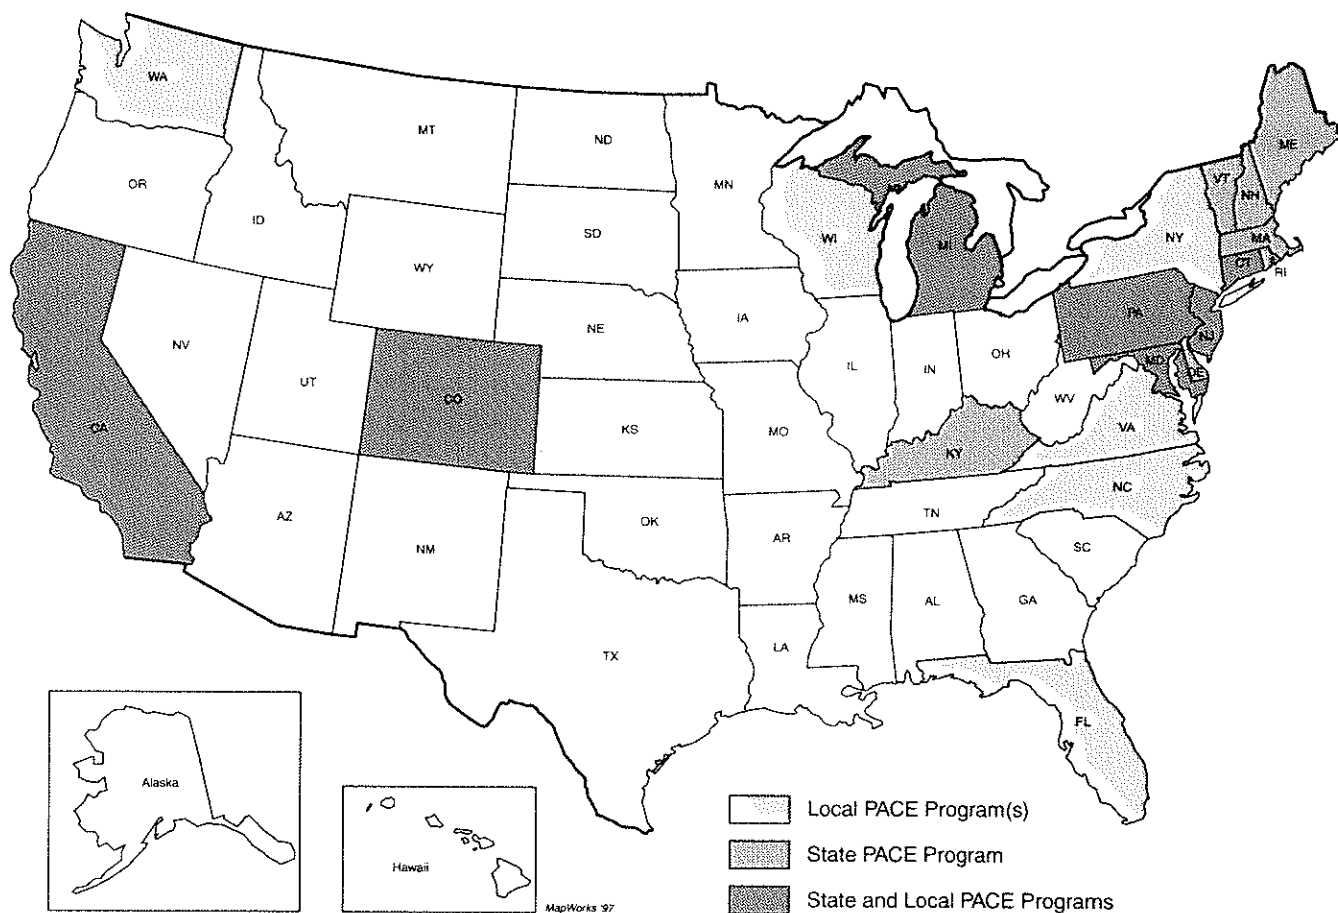 WA
MT
ND
MN
ME
OR
VT
NH
ID
SD
WI
MI
NY
MA
WY
CT
RI
NE
IA
PA
NV
OH
NJ
UT
IL
IN
MD
DE
CO
WV
CA
KS
MO
VA
KY
NC
AZ
OK
TN
NM
AR
SC
MS
AL
GA
LA
TX
FL
Alaska
Hawaii
MapWorks '97
Local PACE Program(s)
State PACE Program
State and Local PACE Programs